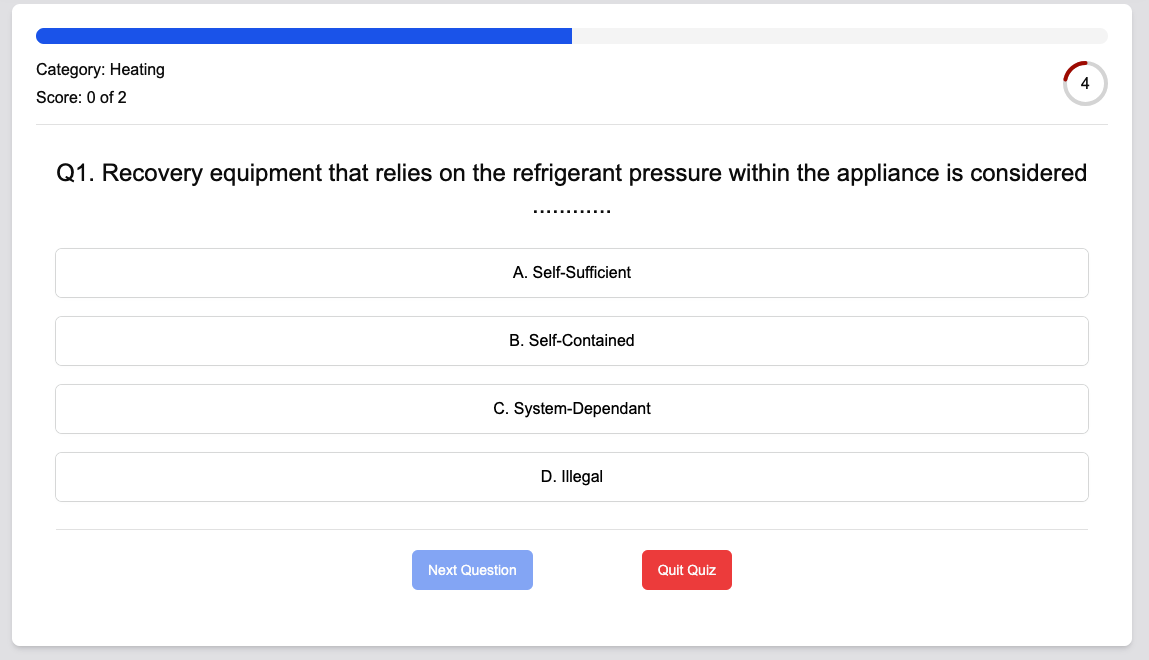 Category: Heating
Score: 0 of 2
4
Q1. Recovery equipment that relies on the refrigerant pressure within the appliance is considered
............
A. Self-Sufficient
B. Self-Contained
C. System-Dependant
D. Illegal
Next Question
Quit Quiz